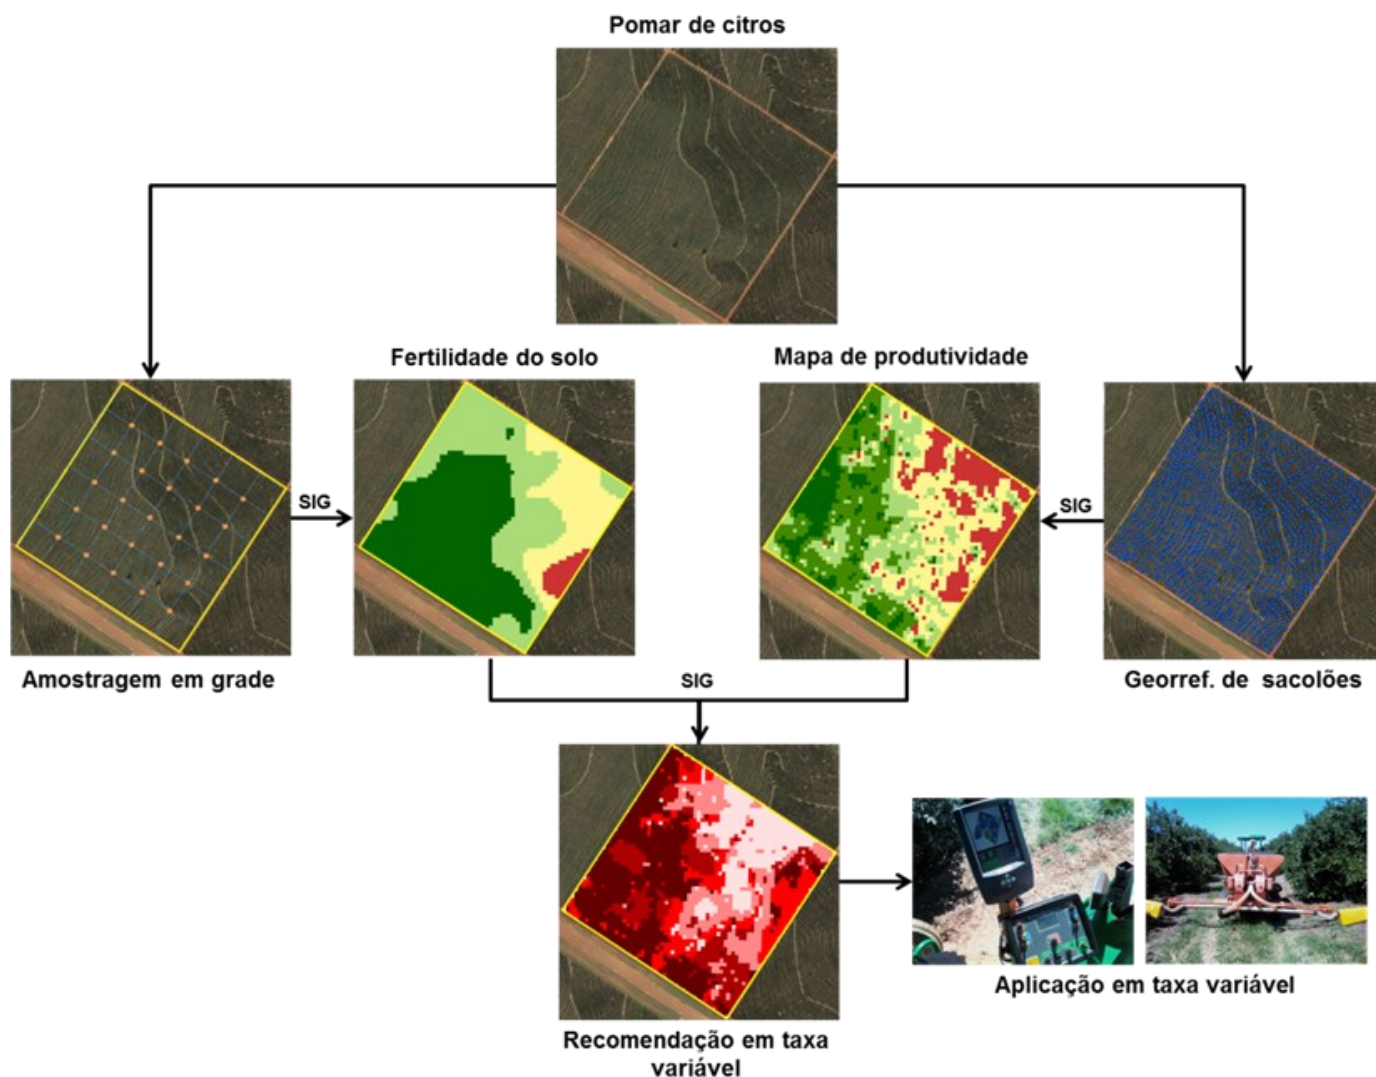 Pomar de citros
Fertilidade do solo
Mapa de produtividade
SIG
SIG
Amostragem em grade
SIG
Georref. de sacolões
Aplicação em taxa variável
Recomendação em taxa
variável